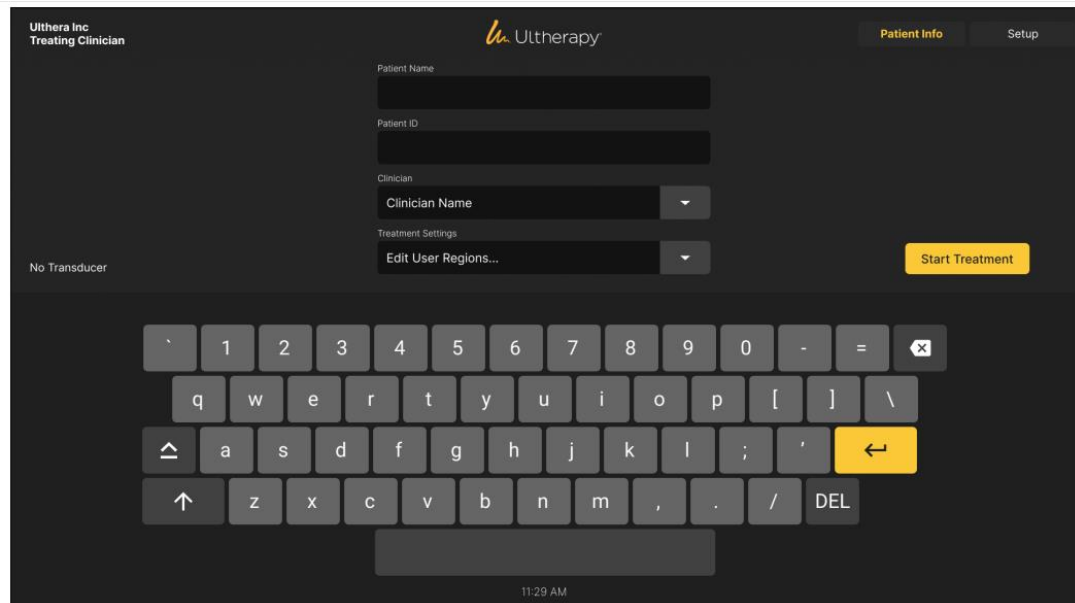 Ulthera Inc
Treating Clinician
Ultherapy
Patient Info
Setup
Patient Name
Patient ID
Clinician
Clinician Name
Treatment Settings
Edit User Regions...
No Transducer
Start Treatment
` 1 2 3 4 5 6 7 8 9 0 - =
q w e r t y u i o p [ ] \
a s d f g h j k l ; '
z x c v b n m , . / DEL
11:29 AM